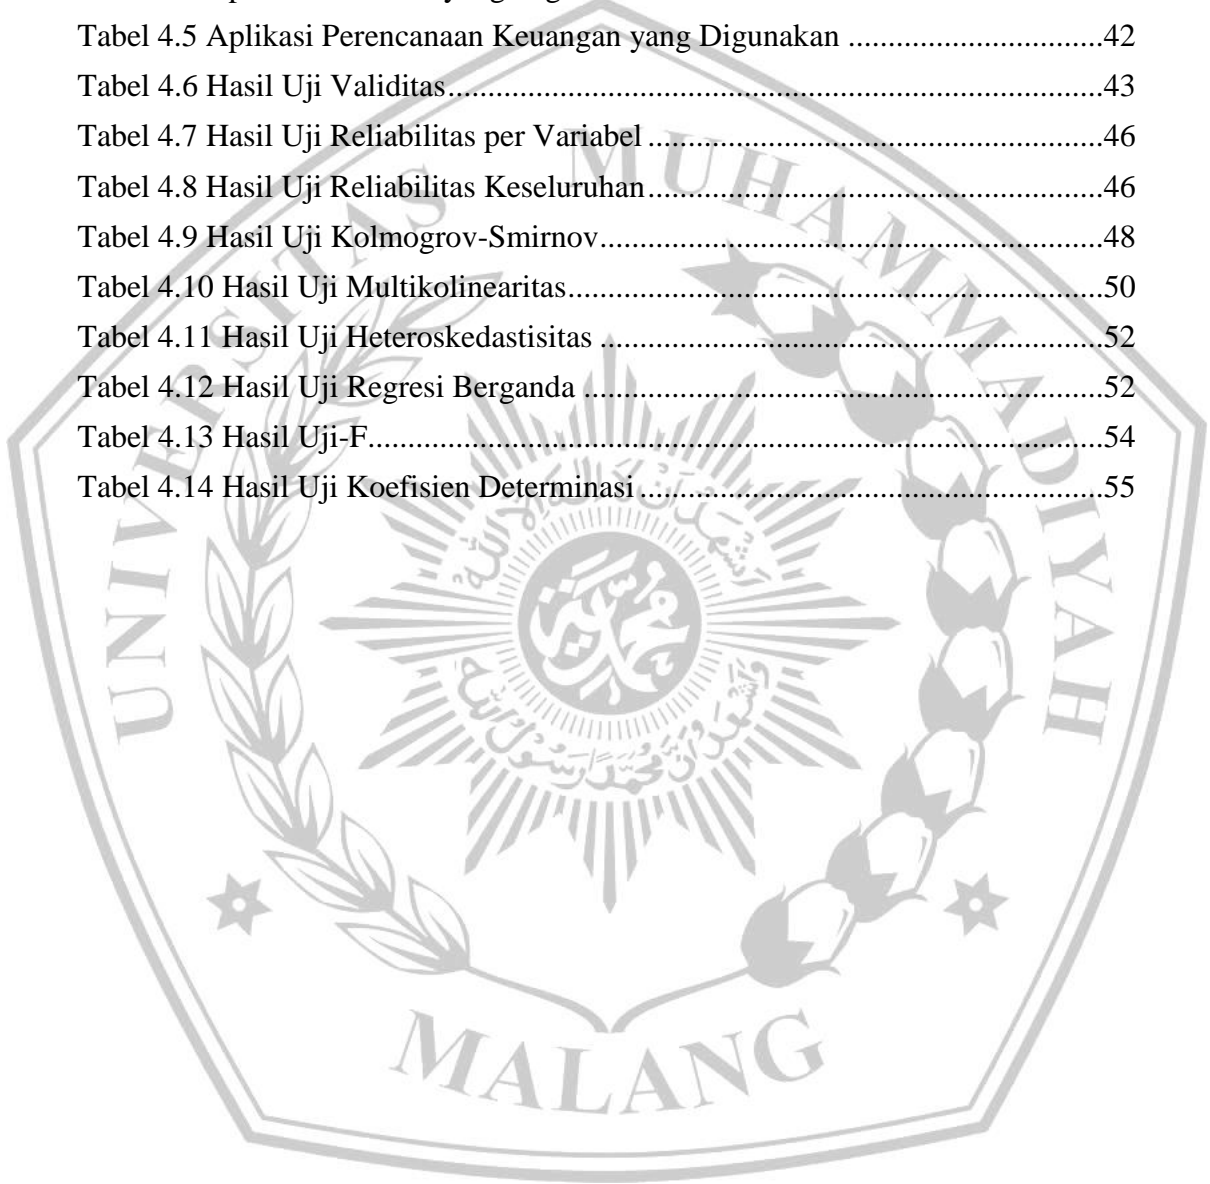 Tabel 4.5 Aplikasi Perencanaan Keuangan yang Digunakan ................................42
Tabel 4.6 Hasil Uji Validitas..................................................................................43
Tabel 4.7 Hasil Uji Reliabilitas per Variabel .........................................................46
Tabel 4.8 Hasil Uji Reliabilitas Keseluruhan.........................................................46
Tabel 4.9 Hasil Uji Kolmogrov-Smirnov...............................................................48
Tabel 4.10 Hasil Uji Multikolinearitas...................................................................50
Tabel 4.11 Hasil Uji Heteroskedastisitas ...............................................................52
Tabel 4.12 Hasil Uji Regresi Berganda .................................................................52
Tabel 4.13 Hasil Uji-F............................................................................................54
Tabel 4.14 Hasil Uji Koefisien Determinasi ..........................................................55
UNIVERSITAS MUHAMMADIYAH
MALANG